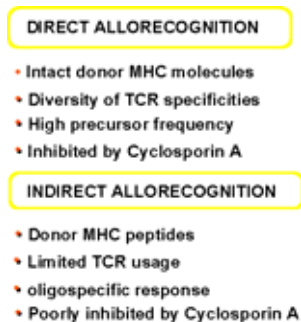 DIRECT ALLORECOGNITION
• Intact donor MHC molecules
• Diversity of TCR specificities
• High precursor frequency
• Inhibited by Cyclosporin A
INDIRECT ALLORECOGNITION
• Donor MHC peptides
• Limited TCR usage
• oligospecific response
• Poorly inhibited by Cyclosporin A